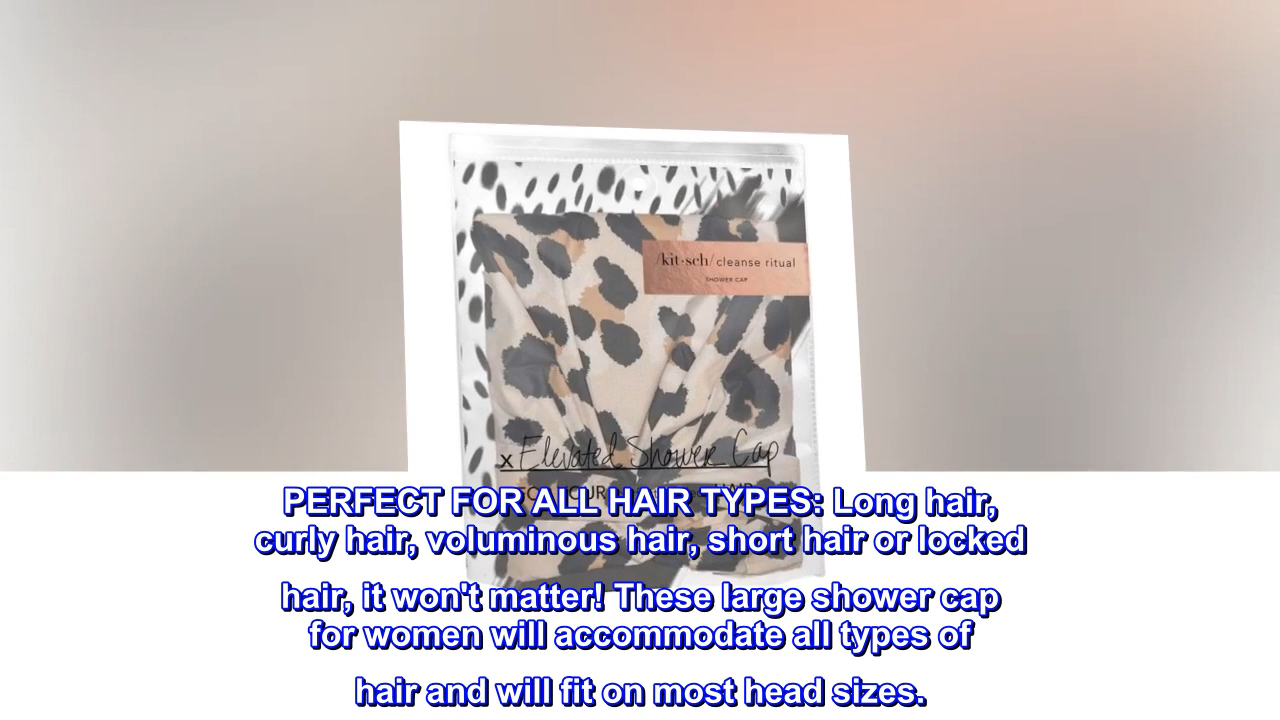 /kit·sch/ cleanse ritual
SHOWER CAP
x Elevated Shower Cap
PERFECT FOR ALL HAIR TYPES: Long hair,
curly hair, voluminous hair, short hair or locked
hair, it won't matter! These large shower cap
for women will accommodate all types of
hair and will fit on most head sizes.